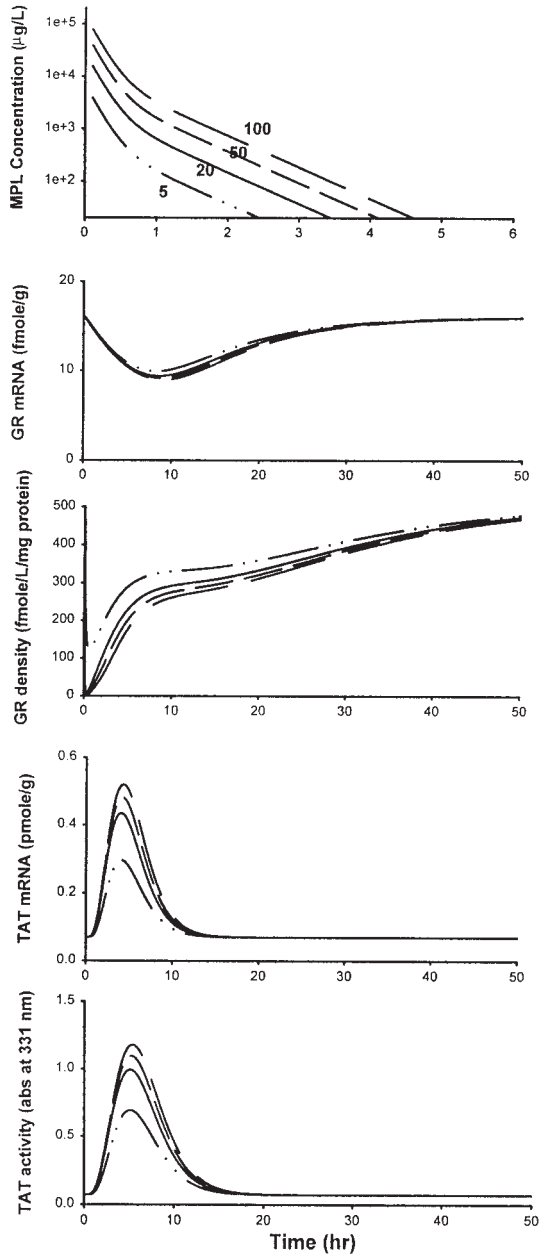 MPL Concentration (µg/L)
1e+5
1e+4
1e+3
1e+2
100
50
20
5
0 1 2 3 4 5 6
GR mRNA (fmole/g)
20
10
0
0 10 20 30 40 50
GR density (fmole/L/mg protein)
500
400
300
200
100
0
0 10 20 30 40 50
TAT mRNA (pmole/g)
0.6
0.4
0.2
0.0
0 10 20 30 40 50
TAT activity (abs at 331 nm)
1.5
1.0
0.5
0.0
0 10 20 30 40 50
Time (hr)